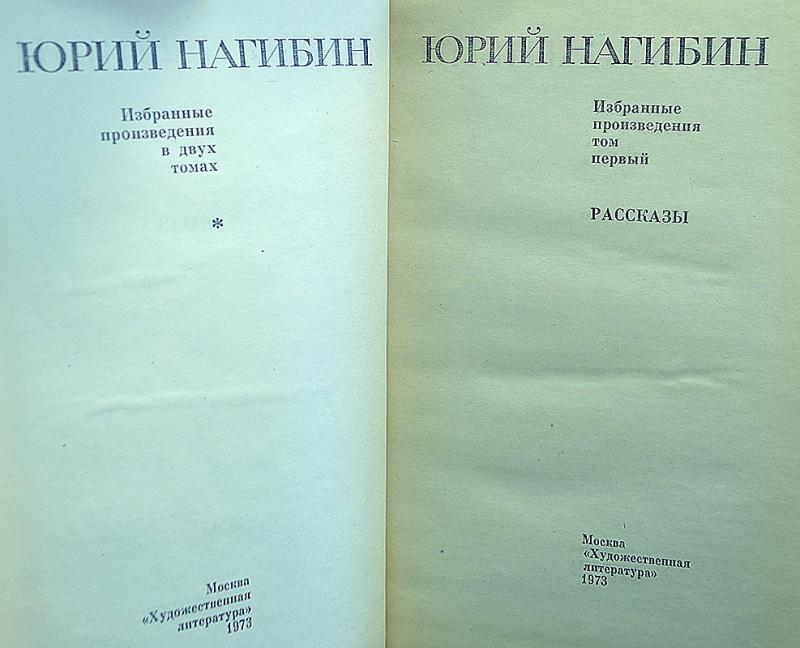 ЮРИЙ НАГИБИН
Избранные
произведения
в двух
томах
*
Москва
«Художественная
литература»
1973
ЮРИЙ НАГИБИН
Избранные
произведения
том
первый
РАССКАЗЫ
Москва
«Художественная
литература»
1973